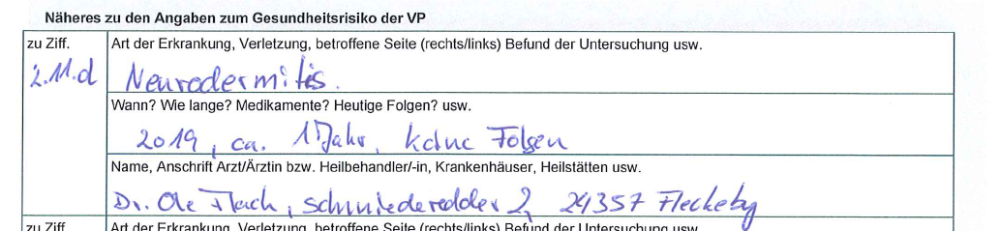 Näheres zu den Angaben zum Gesundheitsrisiko der VP
zu Ziff. Art der Erkrankung, Verletzung, betroffene Seite (rechts/links) Befund der Untersuchung usw.
2.11.d Neurodermitis.
Wann? Wie lange? Medikamente? Heutige Folgen? usw.
2019, ca. 1 Jahr, keine Folgen
Name, Anschrift Arzt/Ärztin bzw. Heilbehandler/-in, Krankenhäuser, Heilstätten usw.
Dr. Ole Flach, Schmiederedder 2, 24357 Fleckeby
zu Ziff. Art der Erkrankung, Verletzung, betroffene Seite (rechts/links) Befund der Untersuchung usw.